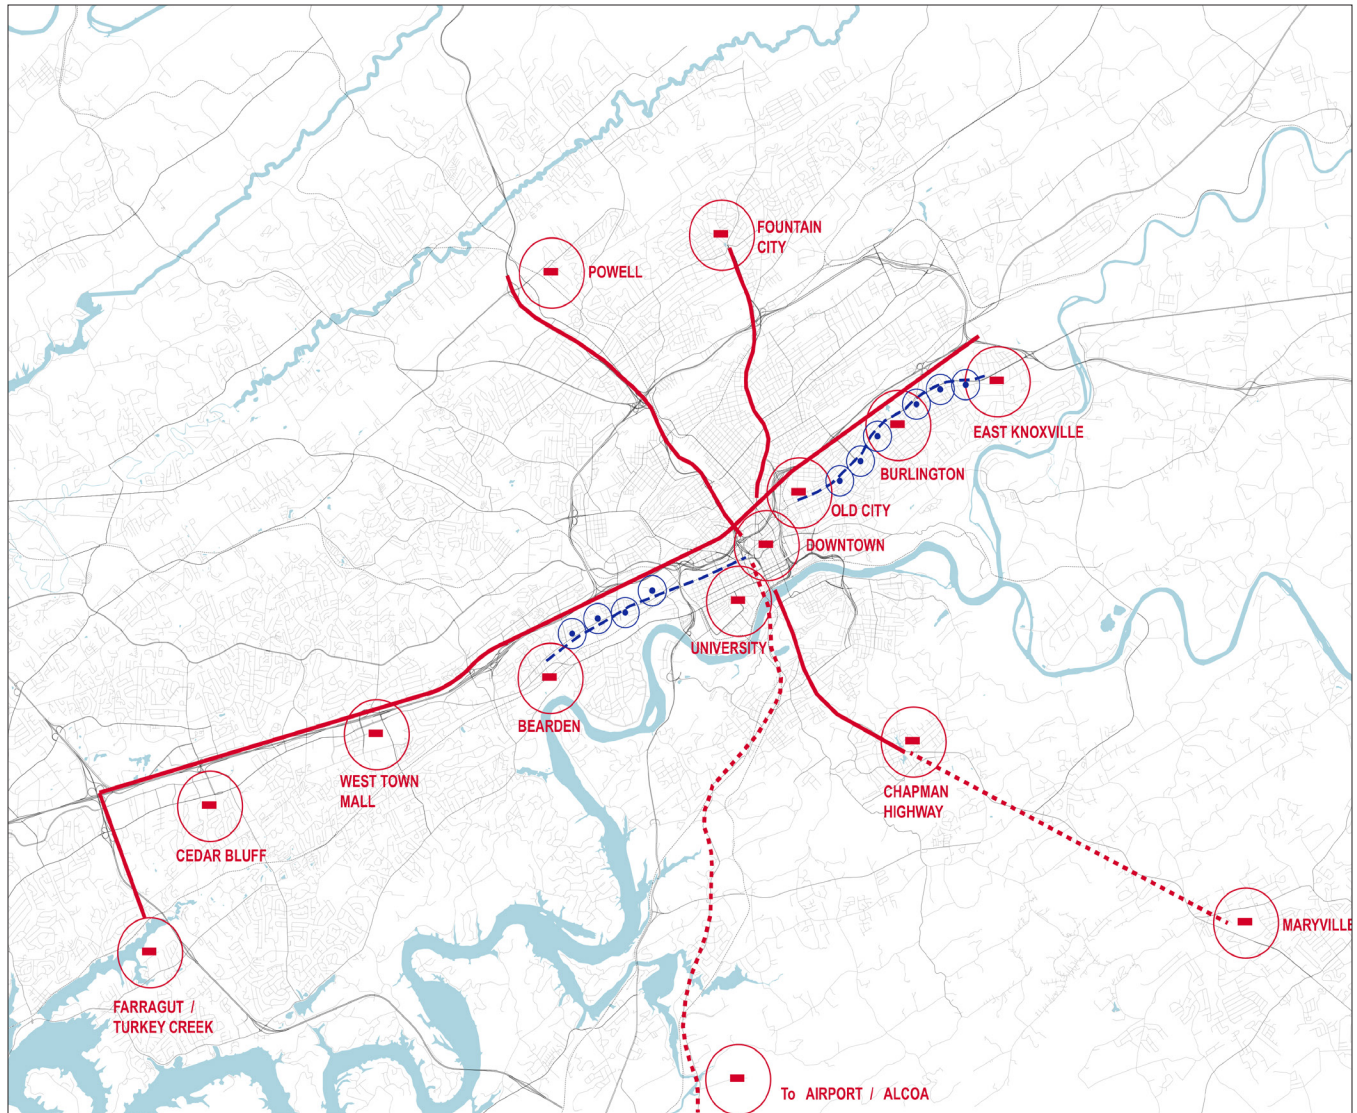 FOUNTAIN
CITY
POWELL
EAST KNOXVILLE
BURLINGTON
OLD CITY
DOWNTOWN
UNIVERSITY
BEARDEN
WEST TOWN
MALL
CHAPMAN
HIGHWAY
CEDAR BLUFF
MARYVILLE
FARRAGUT /
TURKEY CREEK
To AIRPORT / ALCOA